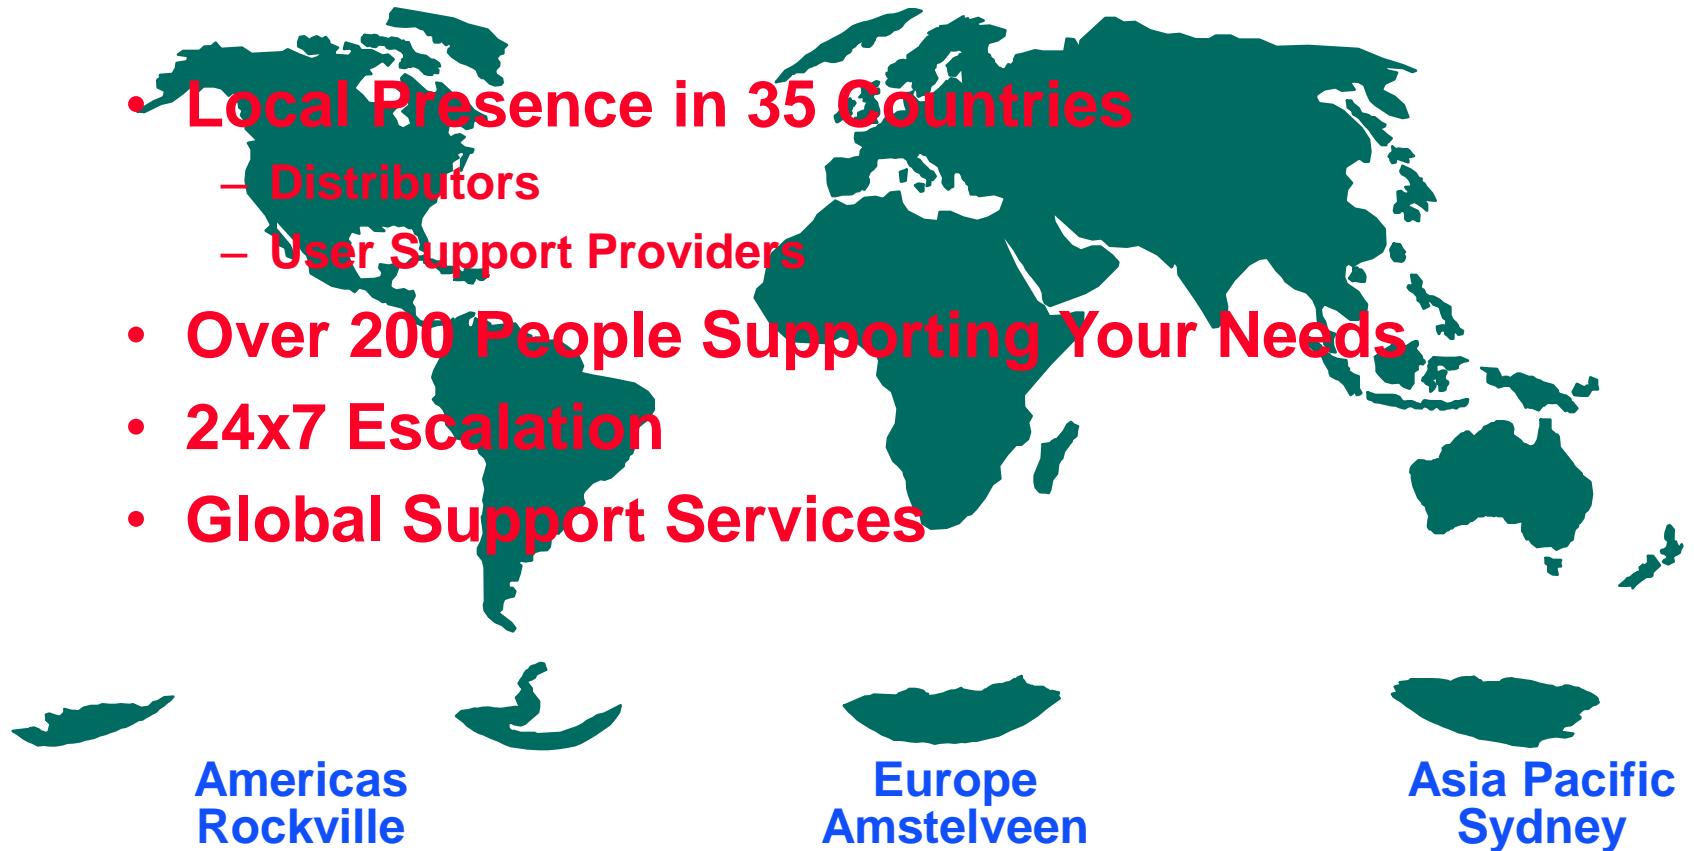 • Local Presence in 35 Countries
– Distributors
– User Support Providers
• Over 200 People Supporting Your Needs
• 24x7 Escalation
• Global Support Services
Americas
Rockville
Europe
Amstelveen
Asia Pacific
Sydney